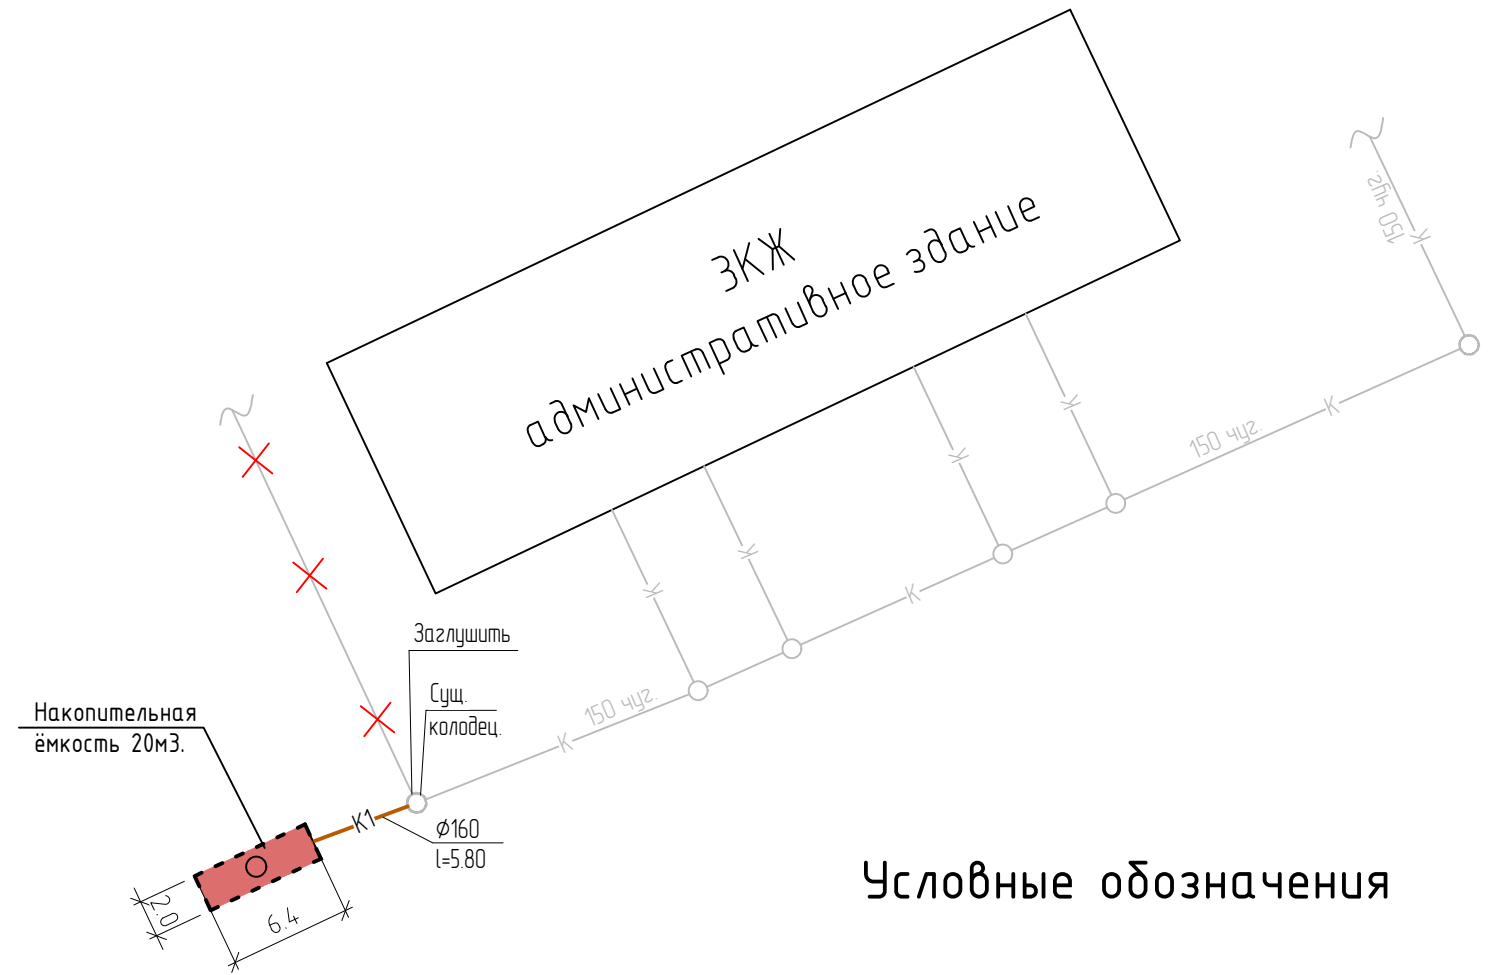 ЗКЖ
административное здание
150 чуг.
К
К
К
150 чуг.
К
К
К
К
150 чуг.
К
Заглушить
Сущ.
колодец.
Накопительная
ёмкость 20м3.
К1
Ø160
l=5.80
2.0
6.4
Условные обозначения